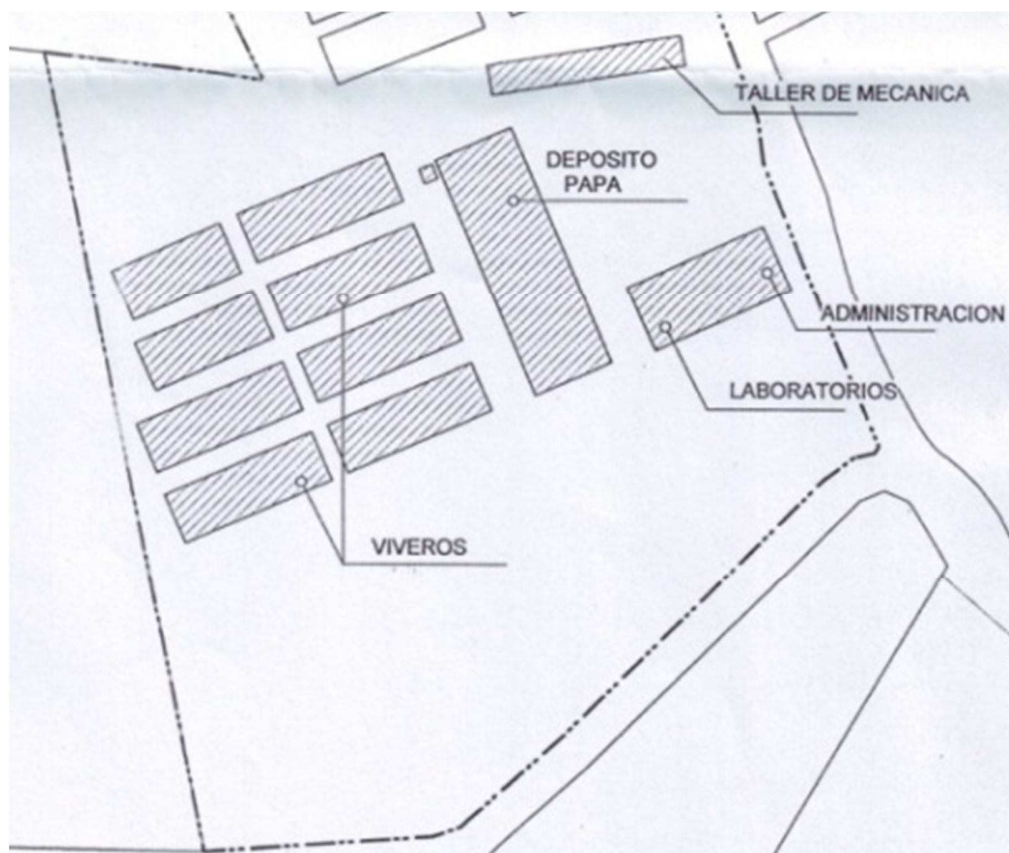 TALLER DE MECANICA
DEPOSITO
PAPA
ADMINISTRACION
LABORATORIOS
VIVEROS